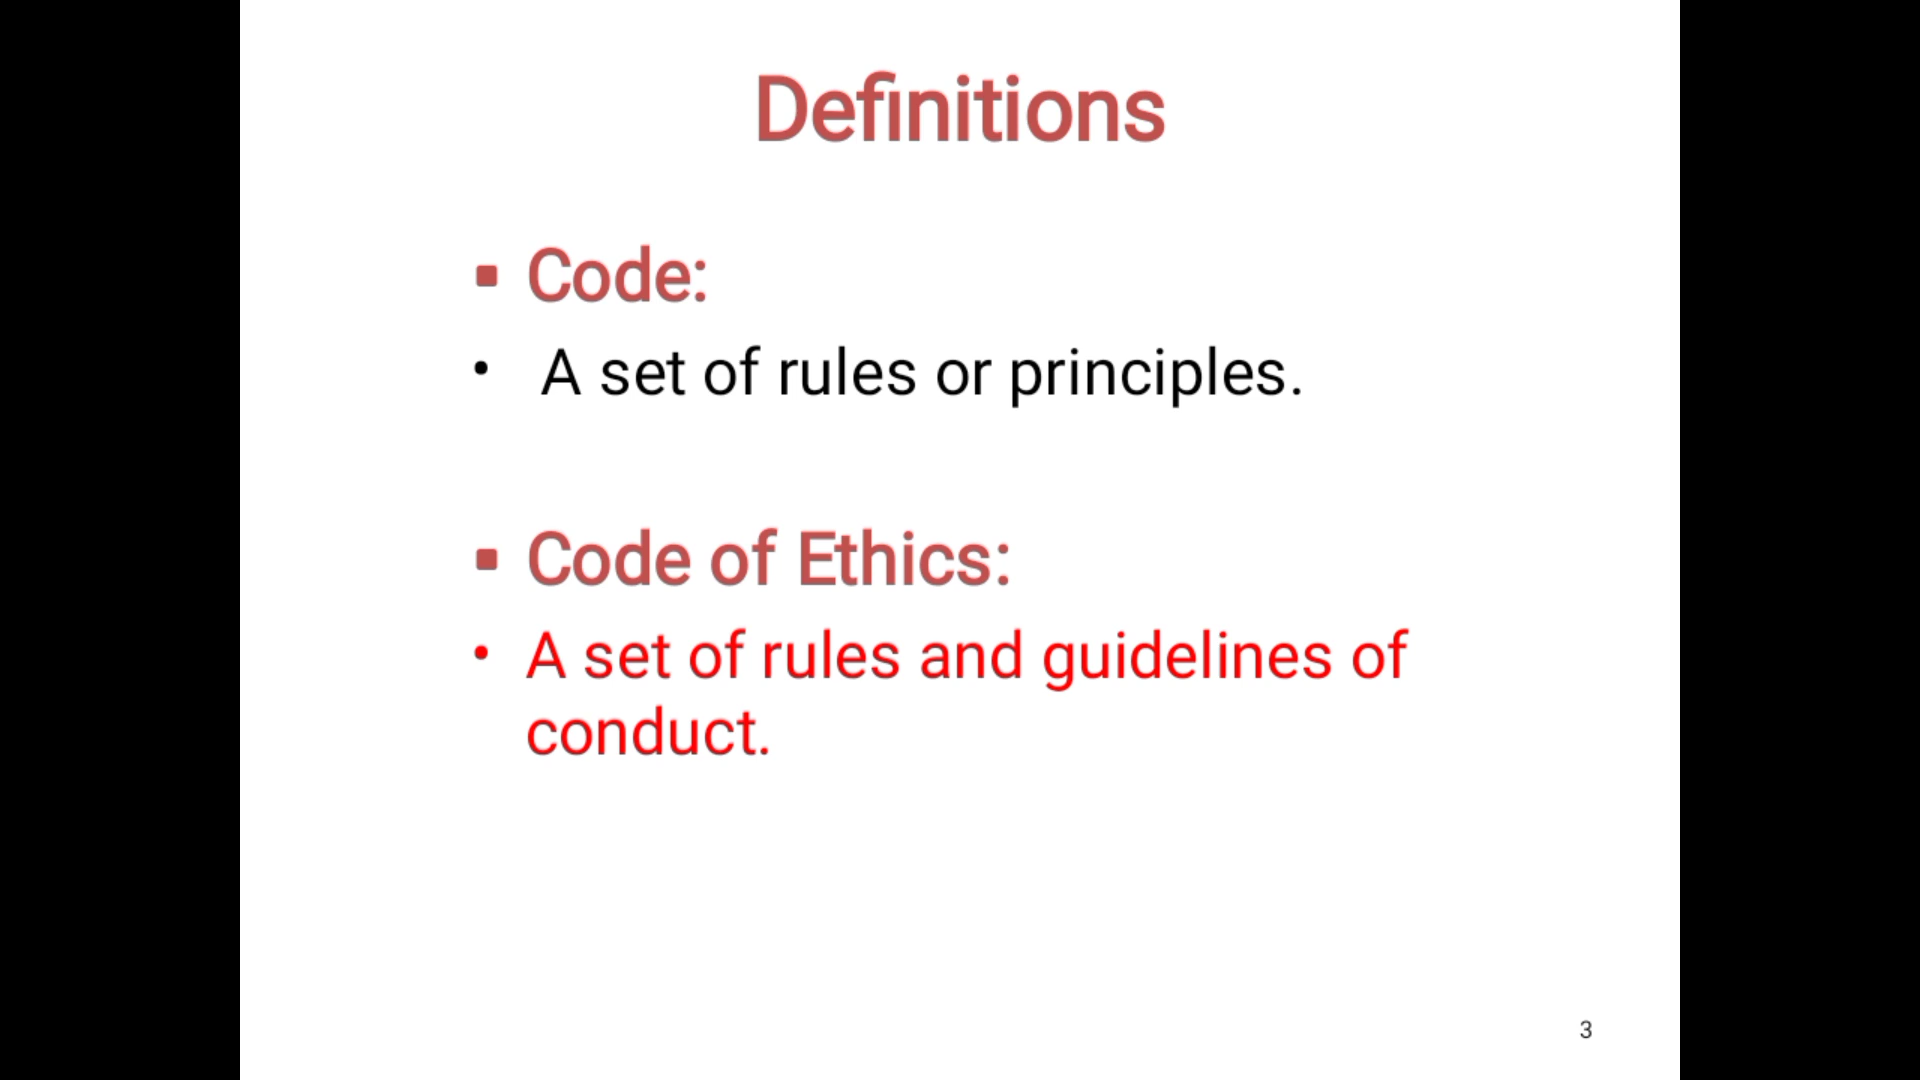 Definitions
▪ Code:
• A set of rules or principles.
▪ Code of Ethics:
• A set of rules and guidelines of
conduct.
3